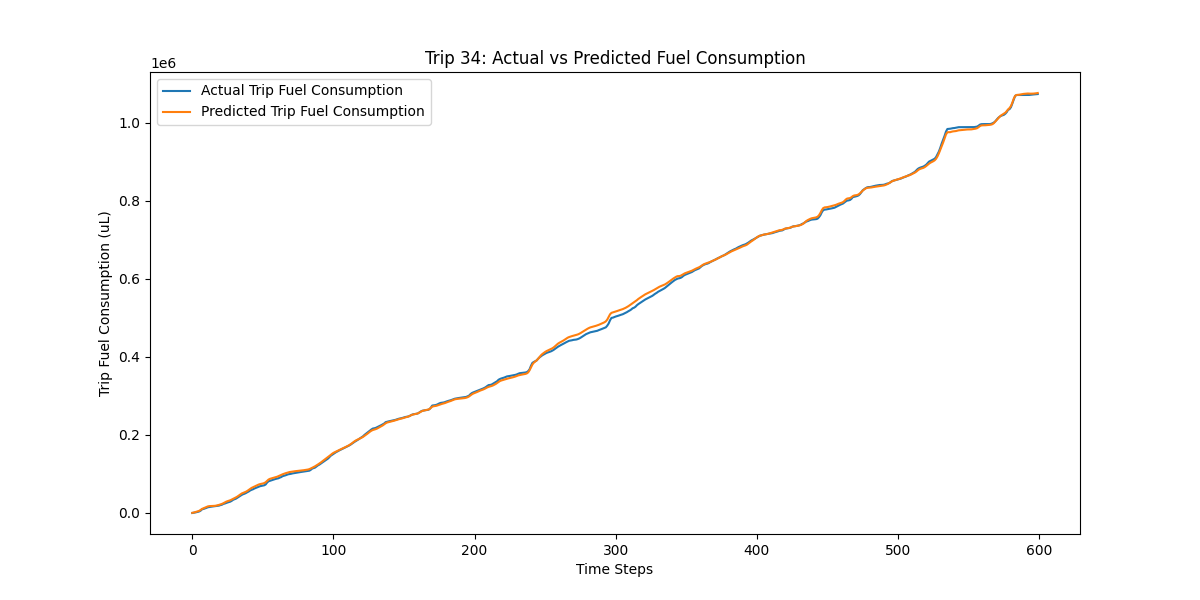 Trip 34: Actual vs Predicted Fuel Consumption
1e6
Actual Trip Fuel Consumption
Predicted Trip Fuel Consumption
Trip Fuel Consumption (uL)
1.0
0.8
0.6
0.4
0.2
0.0
0 100 200 300 400 500 600
Time Steps